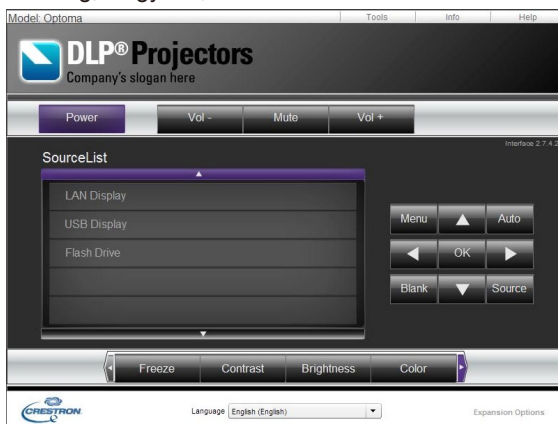 Model: Optoma
Tools Info Help
DLP® Projectors
Company's slogan here
Power Vol - Mute Vol +
Interface 2.7.4.2
SourceList
LAN Display
USB Display
Flash Drive
Menu Auto
OK
Blank Source
Freeze Contrast Brightness Color
CRESTRON
Language English (English)
Expansion Options